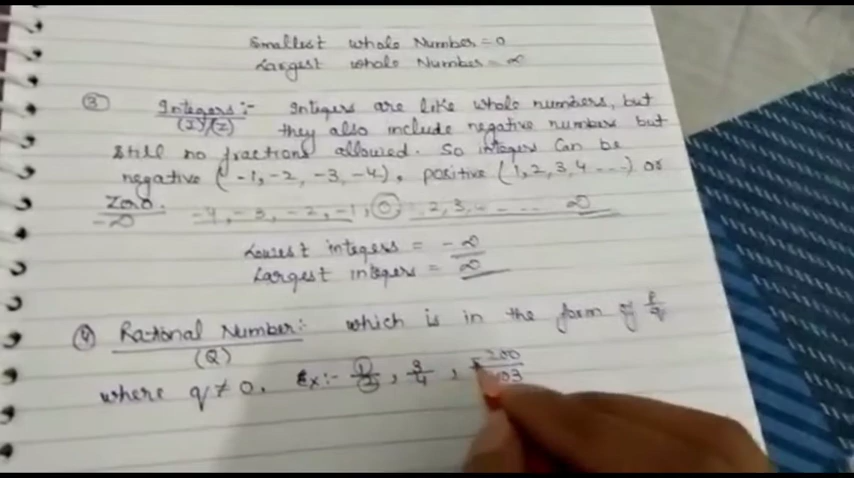 Smallest whole Number = 0
Largest whole Number = ∞
③ Integers :- Integers are like whole numbers, but
(I)/(Z) they also include negative numbers but
still no fractions allowed. So integers can be
negative (-1, -2, -3, -4), positive (1, 2, 3, 4 ....) or
Zero.
-∞ -4, -3, -2, -1, 0, 2, 3, 4 - ... ∞
Lowest integers = -∞
Largest integers = ∞
④ Rational Number : which is in the form of p/q
(Q)
where q ≠ 0. Ex :- 1/2, 3/4,